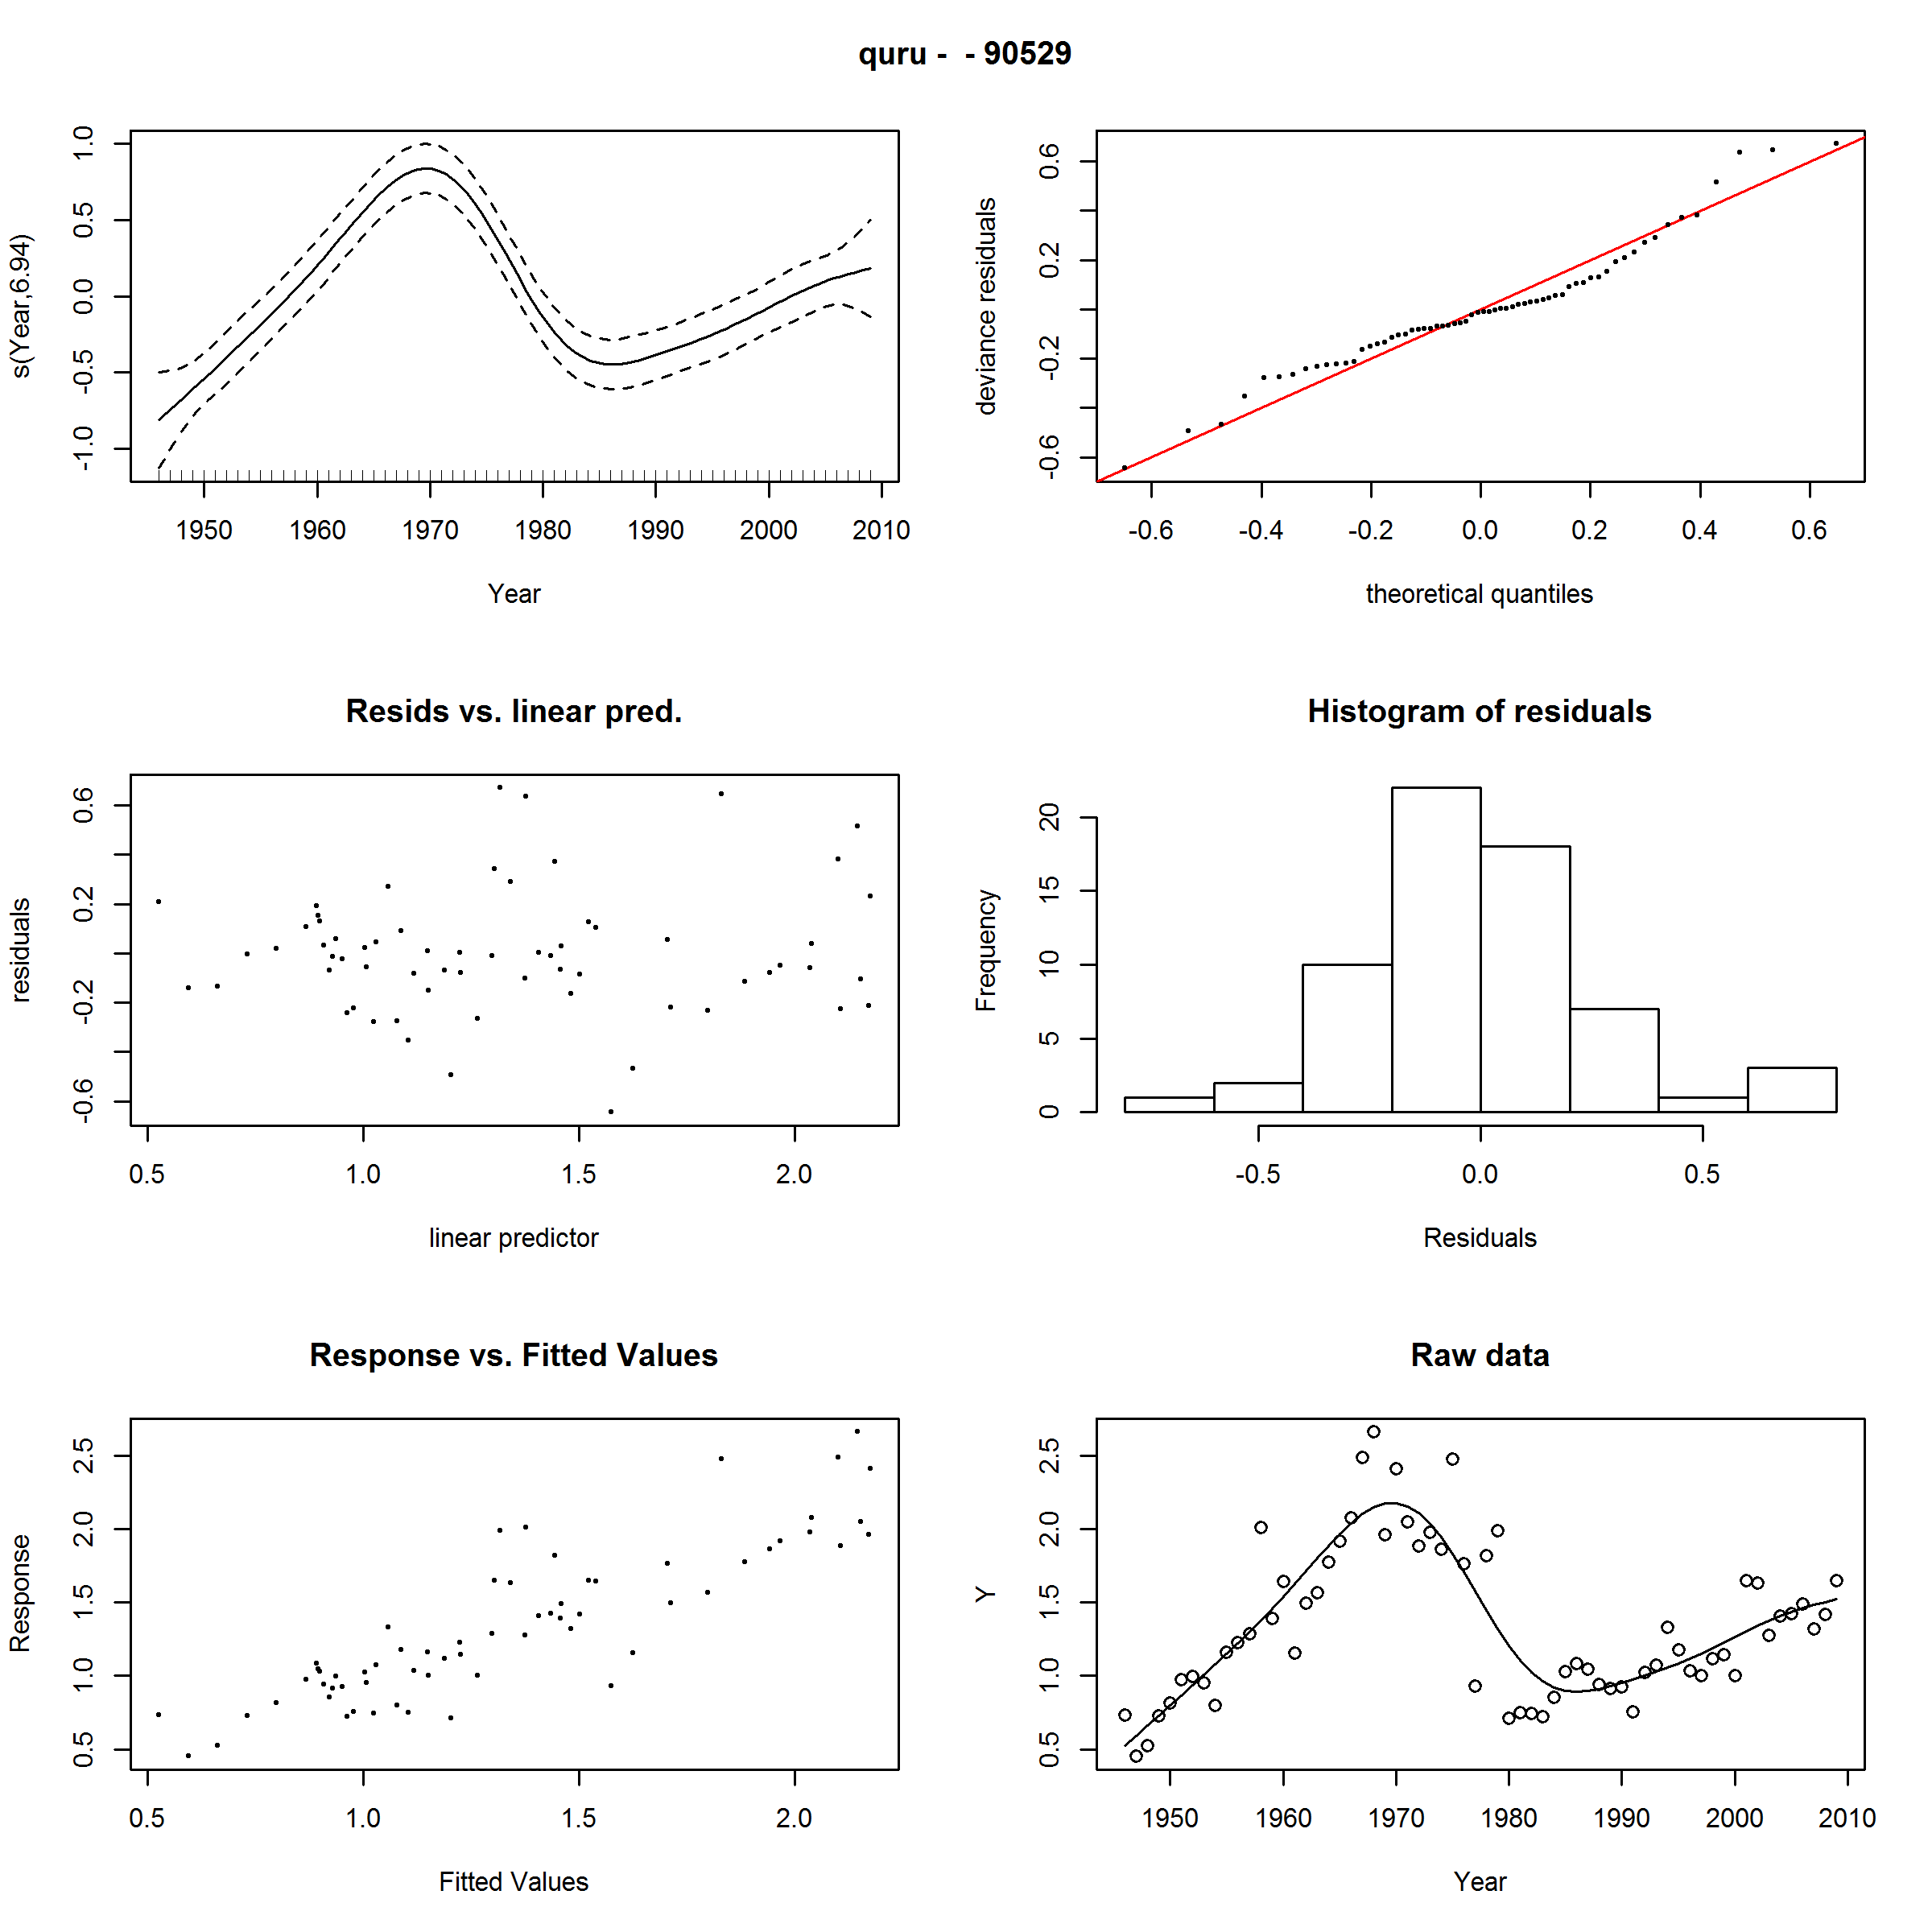 quru -  - 90529
s(Year,6.94)
1.0
0.5
0.0
-0.5
-1.0
1950 1960 1970 1980 1990 2000 2010
Year
deviance residuals
0.6
0.2
-0.2
-0.6
-0.6 -0.4 -0.2 0.0 0.2 0.4 0.6
theoretical quantiles
Resids vs. linear pred.
residuals
0.6
0.2
-0.2
-0.6
0.5 1.0 1.5 2.0
linear predictor
Histogram of residuals
Frequency
20
15
10
5
0
-0.5 0.0 0.5
Residuals
Response vs. Fitted Values
Response
2.5
2.0
1.5
1.0
0.5
0.5 1.0 1.5 2.0
Fitted Values
Raw data
Y
2.5
2.0
1.5
1.0
0.5
1950 1960 1970 1980 1990 2000 2010
Year